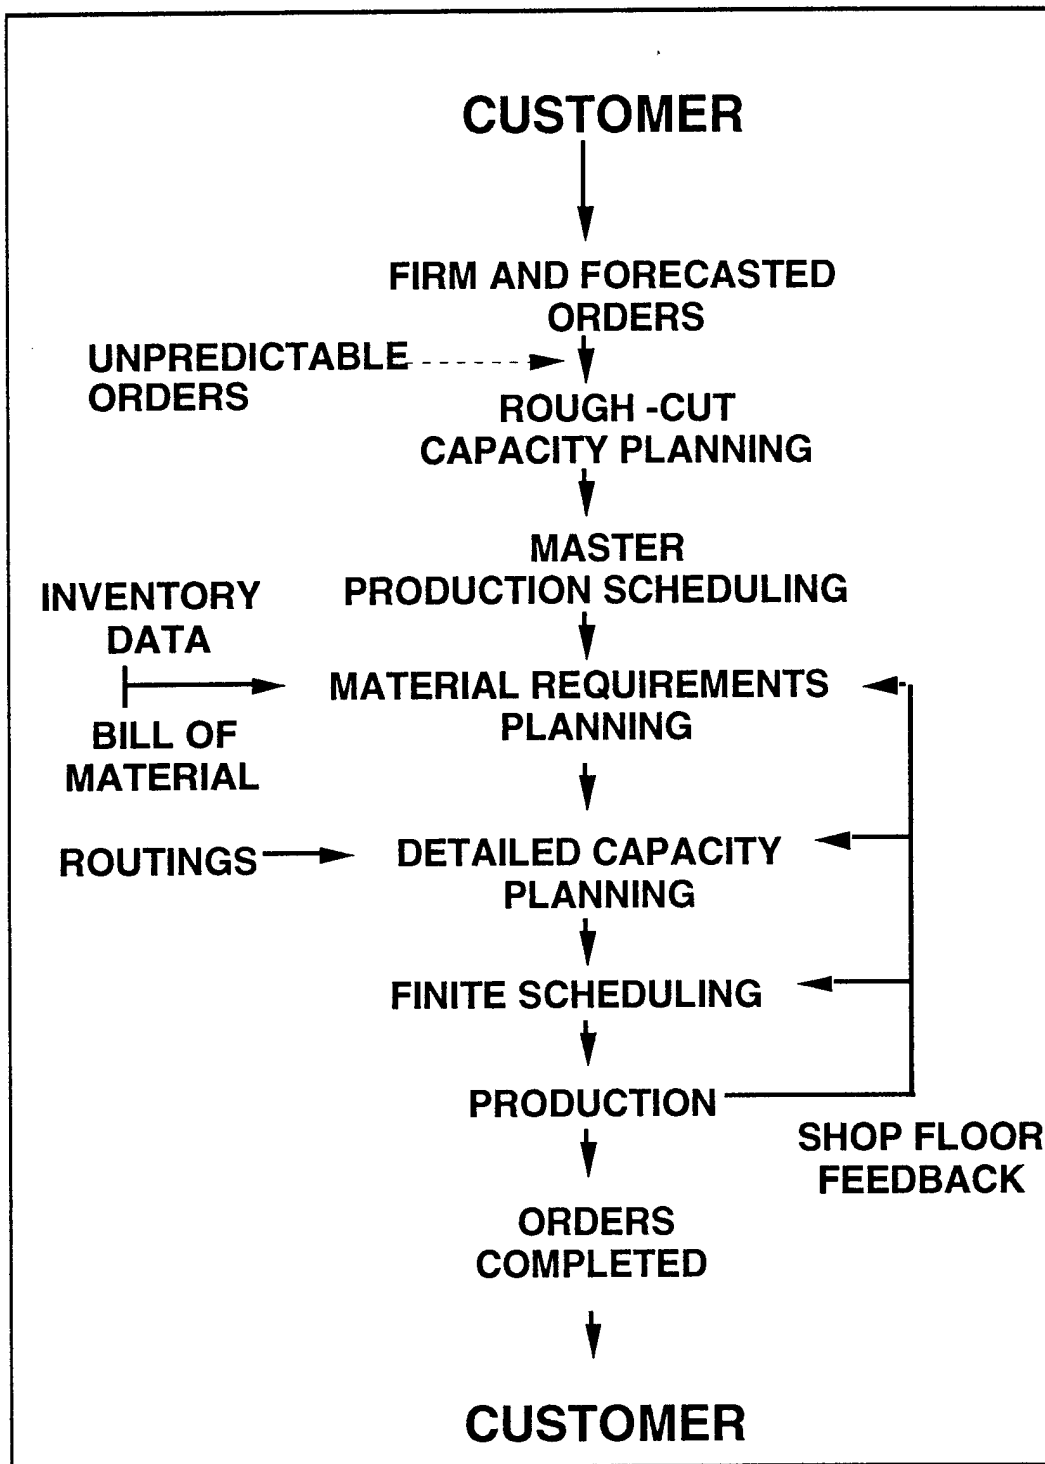 CUSTOMER
FIRM AND FORECASTED
ORDERS
UNPREDICTABLE
ORDERS
ROUGH -CUT
CAPACITY PLANNING
MASTER
PRODUCTION SCHEDULING
INVENTORY
DATA
MATERIAL REQUIREMENTS
PLANNING
BILL OF
MATERIAL
ROUTINGS
DETAILED CAPACITY
PLANNING
FINITE SCHEDULING
PRODUCTION
SHOP FLOOR
FEEDBACK
ORDERS
COMPLETED
CUSTOMER